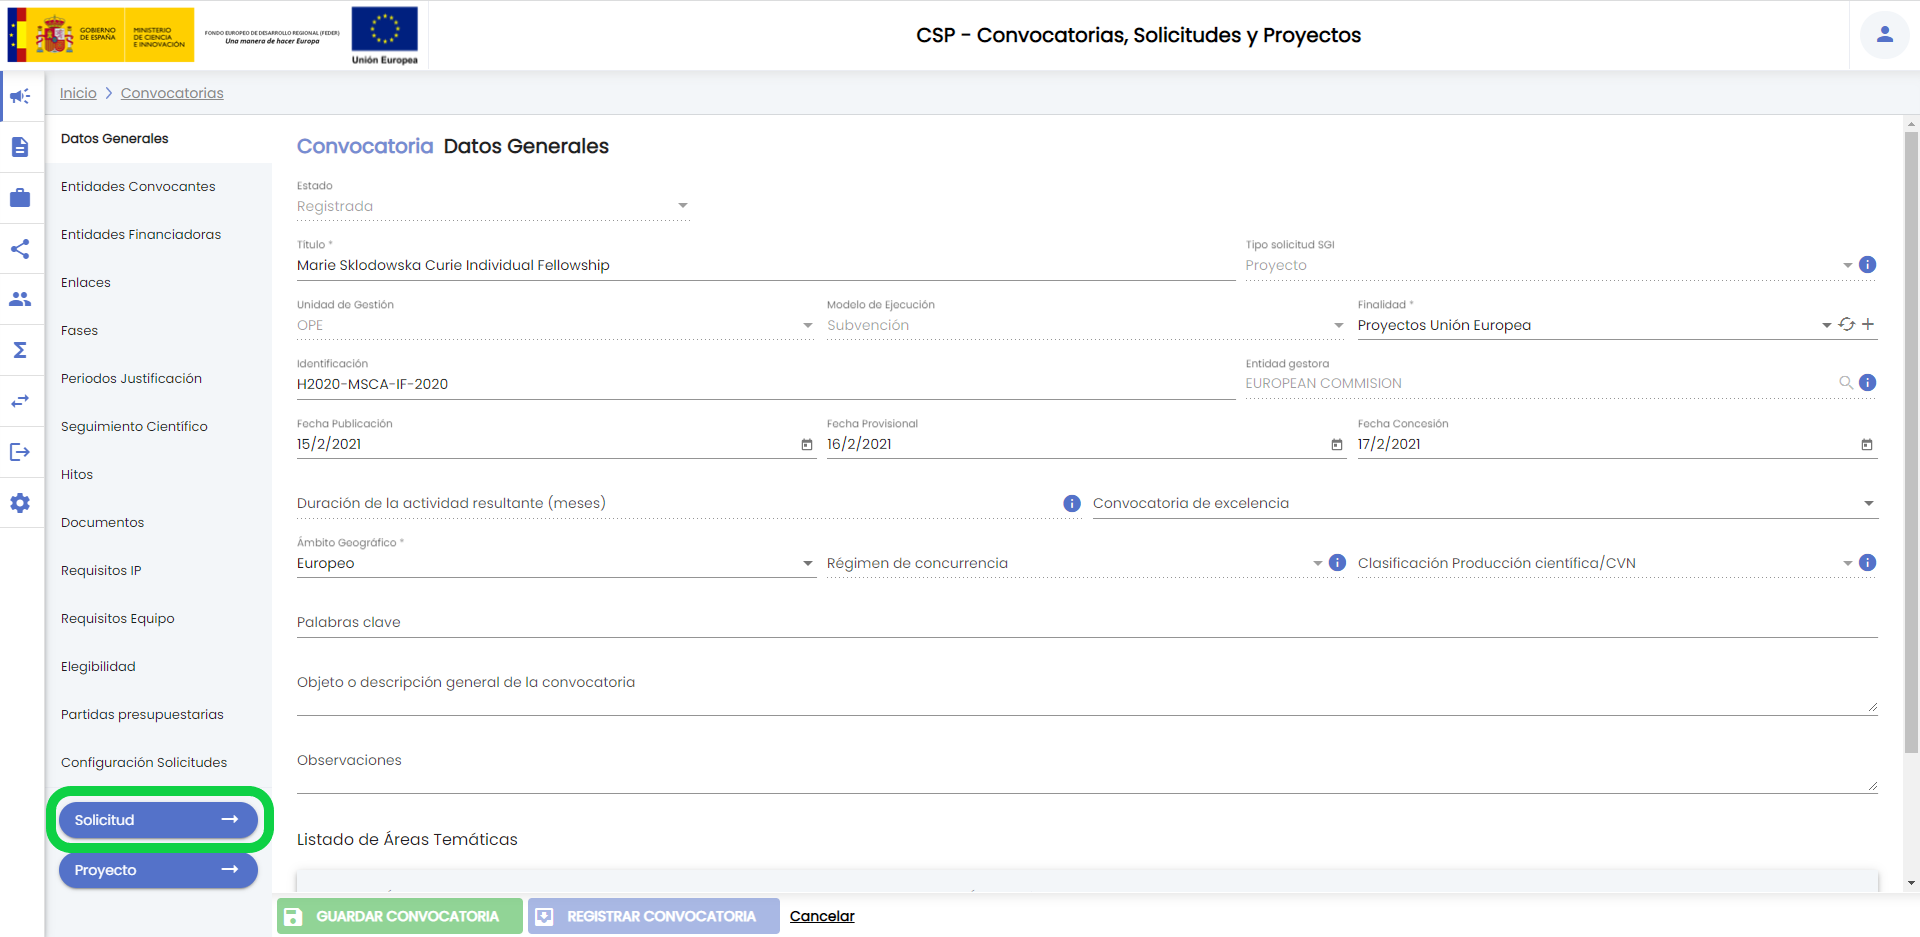 GOBIERNO
DE ESPAÑA
MINISTERIO
DE CIENCIA
E INNOVACIÓN
FONDO EUROPEO DE DESARROLLO REGIONAL (FEDER)
Una manera de hacer Europa
Unión Europea
CSP - Convocatorias, Solicitudes y Proyectos
Inicio > Convocatorias
Datos Generales
Entidades Convocantes
Entidades Financiadoras
Enlaces
Fases
Periodos Justificación
Seguimiento Científico
Hitos
Documentos
Requisitos IP
Requisitos Equipo
Elegibilidad
Partidas presupuestarias
Configuración Solicitudes
Solicitud
Proyecto
Convocatoria Datos Generales
Estado
Registrada
Título *
Marie Sklodowska Curie Individual Fellowship
Tipo solicitud SGI
Proyecto
Unidad de Gestión
OPE
Modelo de Ejecución
Subvención
Finalidad *
Proyectos Unión Europea
Identificación
H2020-MSCA-IF-2020
Entidad gestora
EUROPEAN COMMISION
Fecha Publicación
15/2/2021
Fecha Provisional
16/2/2021
Fecha Concesión
17/2/2021
Duración de la actividad resultante (meses)
Convocatoria de excelencia
Ámbito Geográfico *
Europeo
Régimen de concurrencia
Clasificación Producción científica/CVN
Palabras clave
Objeto o descripción general de la convocatoria
Observaciones
Listado de Áreas Temáticas
GUARDAR CONVOCATORIA
REGISTRAR CONVOCATORIA
Cancelar